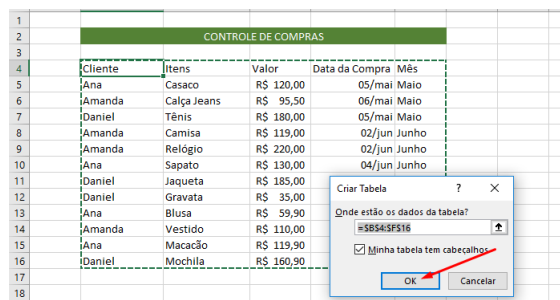 1
2 CONTROLE DE COMPRAS
3
4 Cliente Itens Valor Data da Compra Mês
5 Ana Casaco R$ 120,00 05/mai Maio
6 Amanda Calça Jeans R$ 95,50 06/mai Maio
7 Daniel Tênis R$ 180,00 05/mai Maio
8 Amanda Camisa R$ 119,00 02/jun Junho
9 Amanda Relógio R$ 220,00 02/jun Junho
10 Ana Sapato R$ 130,00 04/jun Junho
11 Daniel Jaqueta R$ 185,00
12 Daniel Gravata R$ 35,00
13 Ana Blusa R$ 59,90
14 Amanda Vestido R$ 110,00
15 Ana Macacão R$ 119,90
16 Daniel Mochila R$ 160,90
17
18
Criar Tabela ? ×
Onde estão os dados da tabela?
=$B$4:$F$16
Minha tabela tem cabeçalhos
OK Cancelar